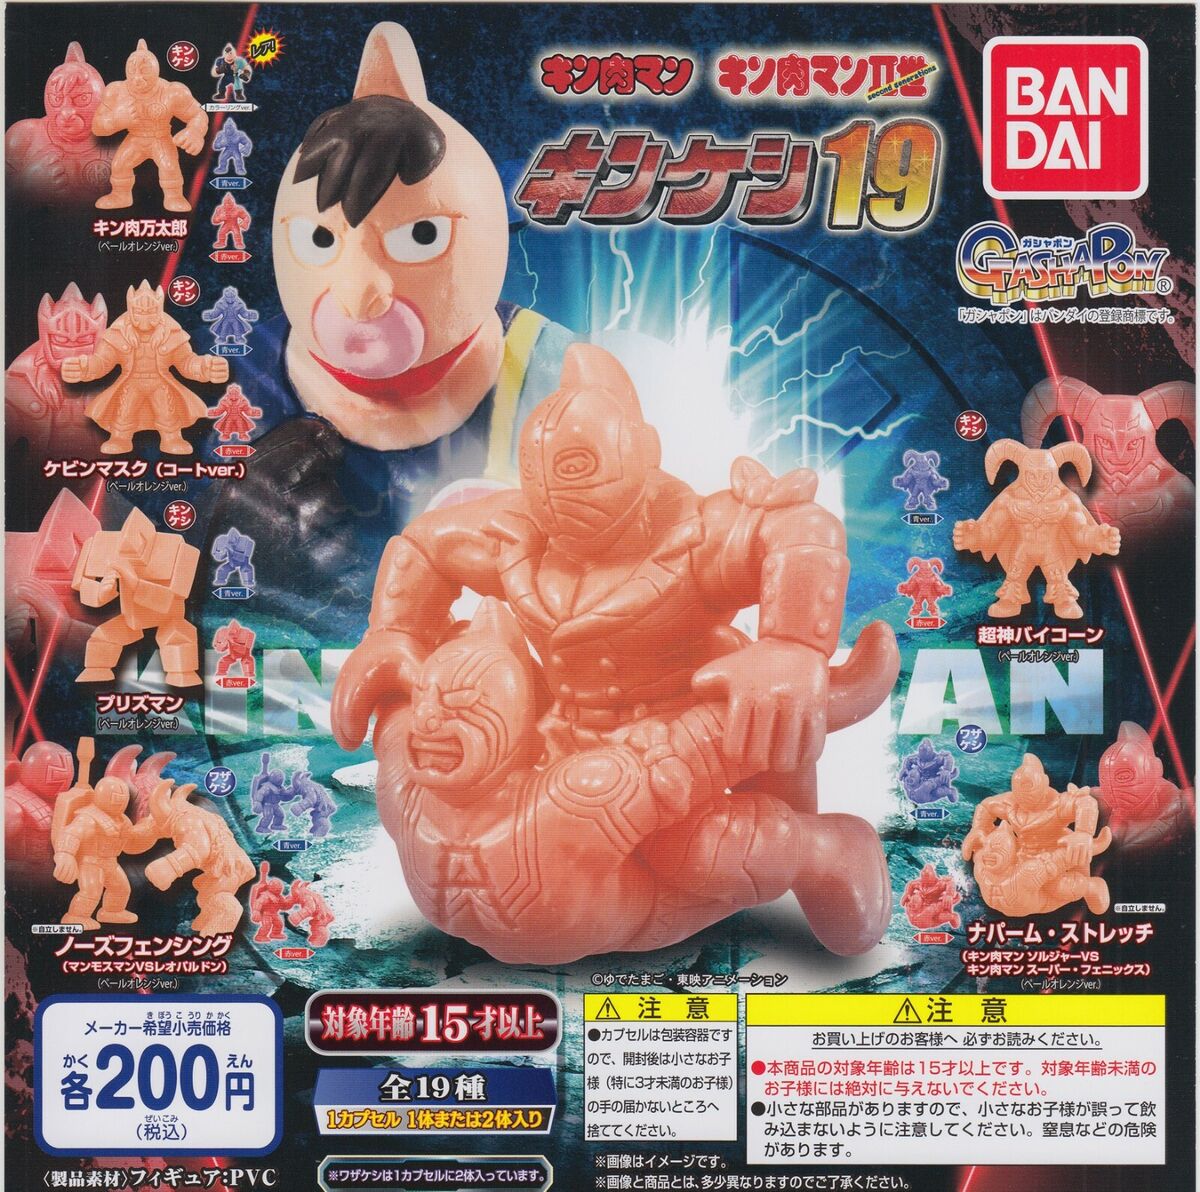 キン肉マン キン肉マンⅡ世
second generations
キンケシ19
BAN
DAI
ガシャポン
GASHAPON®
「ガシャポン」はバンダイの登録商標です。
キンケシ
レア!
カラーリングver.
青ver.
赤ver.
キン肉万太郎
(ペールオレンジver.)
キンケシ
青ver.
赤ver.
ケビンマスク(コートver.)
(ペールオレンジver.)
キンケシ
青ver.
赤ver.
プリズマン
(ペールオレンジver.)
ワザケシ
青ver.
赤ver.
※自立しません。
ノーズフェンシング
(マンモスマンVSレオパルドン)
(ペールオレンジver.)
キンケシ
青ver.
赤ver.
超神バイコーン
(ペールオレンジver.)
KIN
AN
ワザケシ
青ver.
赤ver.
※自立しません。
ナパーム・ストレッチ
(キン肉マン ソルジャーVS
キン肉マン スーパー・フェニックス)
(ペールオレンジver.)
©ゆでたまご・東映アニメーション
きぼうこうりかかく
メーカー希望小売価格
かく えん
各200円
ぜいこみ
(税込)
〈製品素材〉フィギュア:PVC
対象年齢15才以上
全19種
1カプセル 1体または2体入り
※ワザケシは1カプセルに2体入っています。
注意
●カプセルは包装容器です
ので、開封後は小さなお子
様(特に3才未満のお子様)
の手の届かないところへ
捨ててください。
※画像はイメージです。
※画像と商品とは、多少異なりますのでご了承ください。
注意
お買い上げのお客様へ 必ずお読みください。
●本商品の対象年齢は15才以上です。対象年齢未満の
お子様には絶対に与えないでください。
●小さな部品がありますので、小さなお子様が誤って飲
み込まないように注意してください。窒息などの危険
があります。